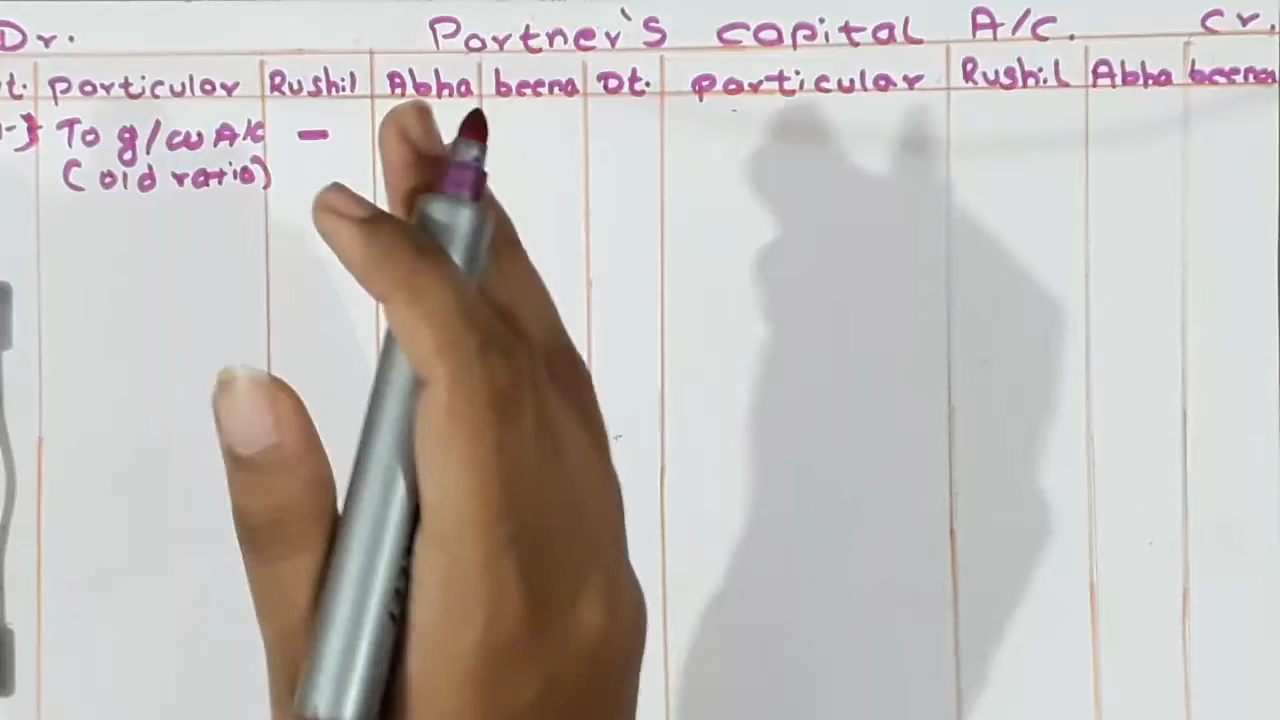 Dr. Partner's capital A/c. Cr.
t. particular Rushil Abha beena Dt. particular Rushil Abha beena
To g/w A/c -
(old ratio)